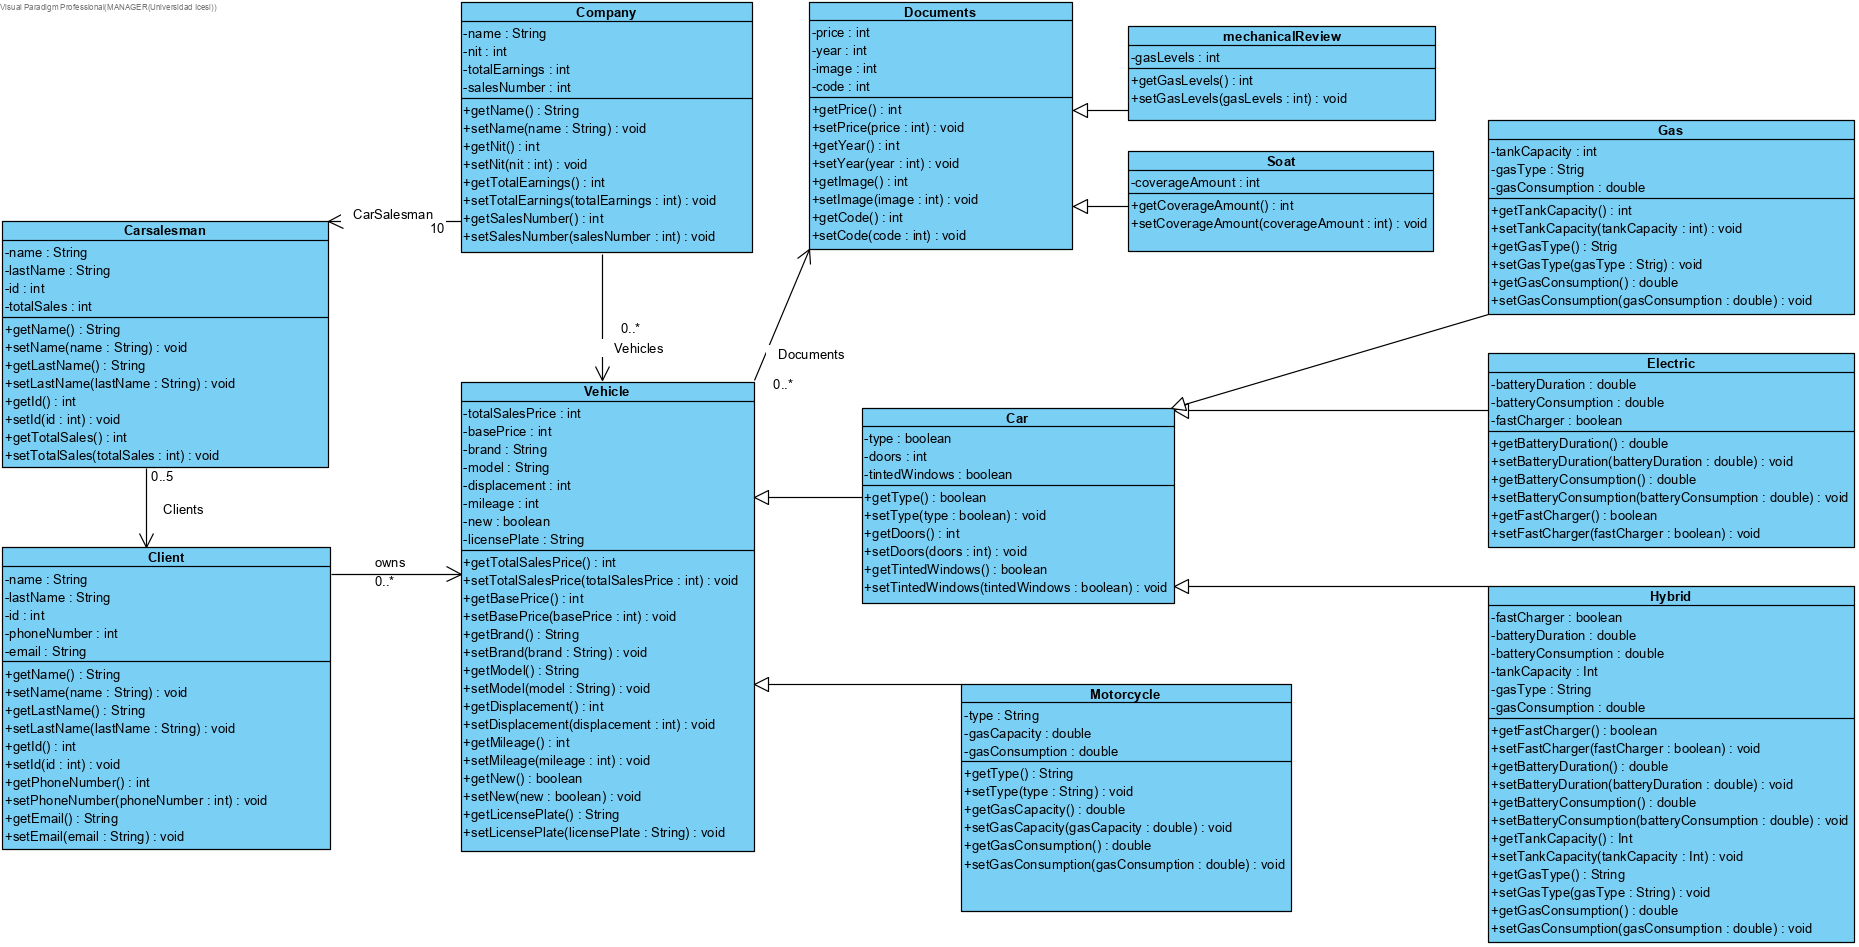 Visual Paradigm Professional(MANAGER(Universidad Icesi))
Company
-name : String
-nit : int
-totalEarnings : int
-salesNumber : int
+getName() : String
+setName(name : String) : void
+getNit() : int
+setNit(nit : int) : void
+getTotalEarnings() : int
+setTotalEarnings(totalEarnings : int) : void
+getSalesNumber() : int
+setSalesNumber(salesNumber : int) : void
Documents
-price : int
-year : int
-image : int
-code : int
+getPrice() : int
+setPrice(price : int) : void
+getYear() : int
+setYear(year : int) : void
+getImage() : int
+setImage(image : int) : void
+getCode() : int
+setCode(code : int) : void
mechanicalReview
-gasLevels : int
+getGasLevels() : int
+setGasLevels(gasLevels : int) : void
Soat
-coverageAmount : int
+getCoverageAmount() : int
+setCoverageAmount(coverageAmount : int) : void
Gas
-tankCapacity : int
-gasType : Strig
-gasConsumption : double
+getTankCapacity() : int
+setTankCapacity(tankCapacity : int) : void
+getGasType() : Strig
+setGasType(gasType : Strig) : void
+getGasConsumption() : double
+setGasConsumption(gasConsumption : double) : void
CarSalesman
10
Carsalesman
-name : String
-lastName : String
-id : int
-totalSales : int
+getName() : String
+setName(name : String) : void
+getLastName() : String
+setLastName(lastName : String) : void
+getId() : int
+setId(id : int) : void
+getTotalSales() : int
+setTotalSales(totalSales : int) : void
0..*
Vehicles
Documents
0..*
0..5
Clients
Vehicle
-totalSalesPrice : int
-basePrice : int
-brand : String
-model : String
-displacement : int
-mileage : int
-new : boolean
-licensePlate : String
+getTotalSalesPrice() : int
+setTotalSalesPrice(totalSalesPrice : int) : void
+getBasePrice() : int
+setBasePrice(basePrice : int) : void
+getBrand() : String
+setBrand(brand : String) : void
+getModel() : String
+setModel(model : String) : void
+getDisplacement() : int
+setDisplacement(displacement : int) : void
+getMileage() : int
+setMileage(mileage : int) : void
+getNew() : boolean
+setNew(new : boolean) : void
+getLicensePlate() : String
+setLicensePlate(licensePlate : String) : void
Car
-type : boolean
-doors : int
-tintedWindows : boolean
+getType() : boolean
+setType(type : boolean) : void
+getDoors() : int
+setDoors(doors : int) : void
+getTintedWindows() : boolean
+setTintedWindows(tintedWindows : boolean) : void
Electric
-batteryDuration : double
-batteryConsumption : double
-fastCharger : boolean
+getBatteryDuration() : double
+setBatteryDuration(batteryDuration : double) : void
+getBatteryConsumption() : double
+setBatteryConsumption(batteryConsumption : double) : void
+getFastCharger() : boolean
+setFastCharger(fastCharger : boolean) : void
Client
-name : String
-lastName : String
-id : int
-phoneNumber : int
-email : String
+getName() : String
+setName(name : String) : void
+getLastName() : String
+setLastName(lastName : String) : void
+getId() : int
+setId(id : int) : void
+getPhoneNumber() : int
+setPhoneNumber(phoneNumber : int) : void
+getEmail() : String
+setEmail(email : String) : void
owns
0..*
Motorcycle
-type : String
-gasCapacity : double
-gasConsumption : double
+getType() : String
+setType(type : String) : void
+getGasCapacity() : double
+setGasCapacity(gasCapacity : double) : void
+getGasConsumption() : double
+setGasConsumption(gasConsumption : double) : void
Hybrid
-fastCharger : boolean
-batteryDuration : double
-batteryConsumption : double
-tankCapacity : Int
-gasType : String
-gasConsumption : double
+getFastCharger() : boolean
+setFastCharger(fastCharger : boolean) : void
+getBatteryDuration() : double
+setBatteryDuration(batteryDuration : double) : void
+getBatteryConsumption() : double
+setBatteryConsumption(batteryConsumption : double) : void
+getTankCapacity() : Int
+setTankCapacity(tankCapacity : Int) : void
+getGasType() : String
+setGasType(gasType : String) : void
+getGasConsumption() : double
+setGasConsumption(gasConsumption : double) : void